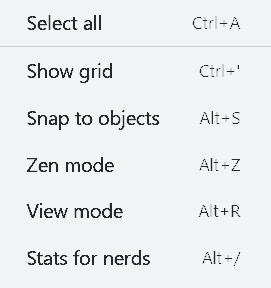 Select all Ctrl+A
Show grid Ctrl+'
Snap to objects Alt+S
Zen mode Alt+Z
View mode Alt+R
Stats for nerds Alt+/